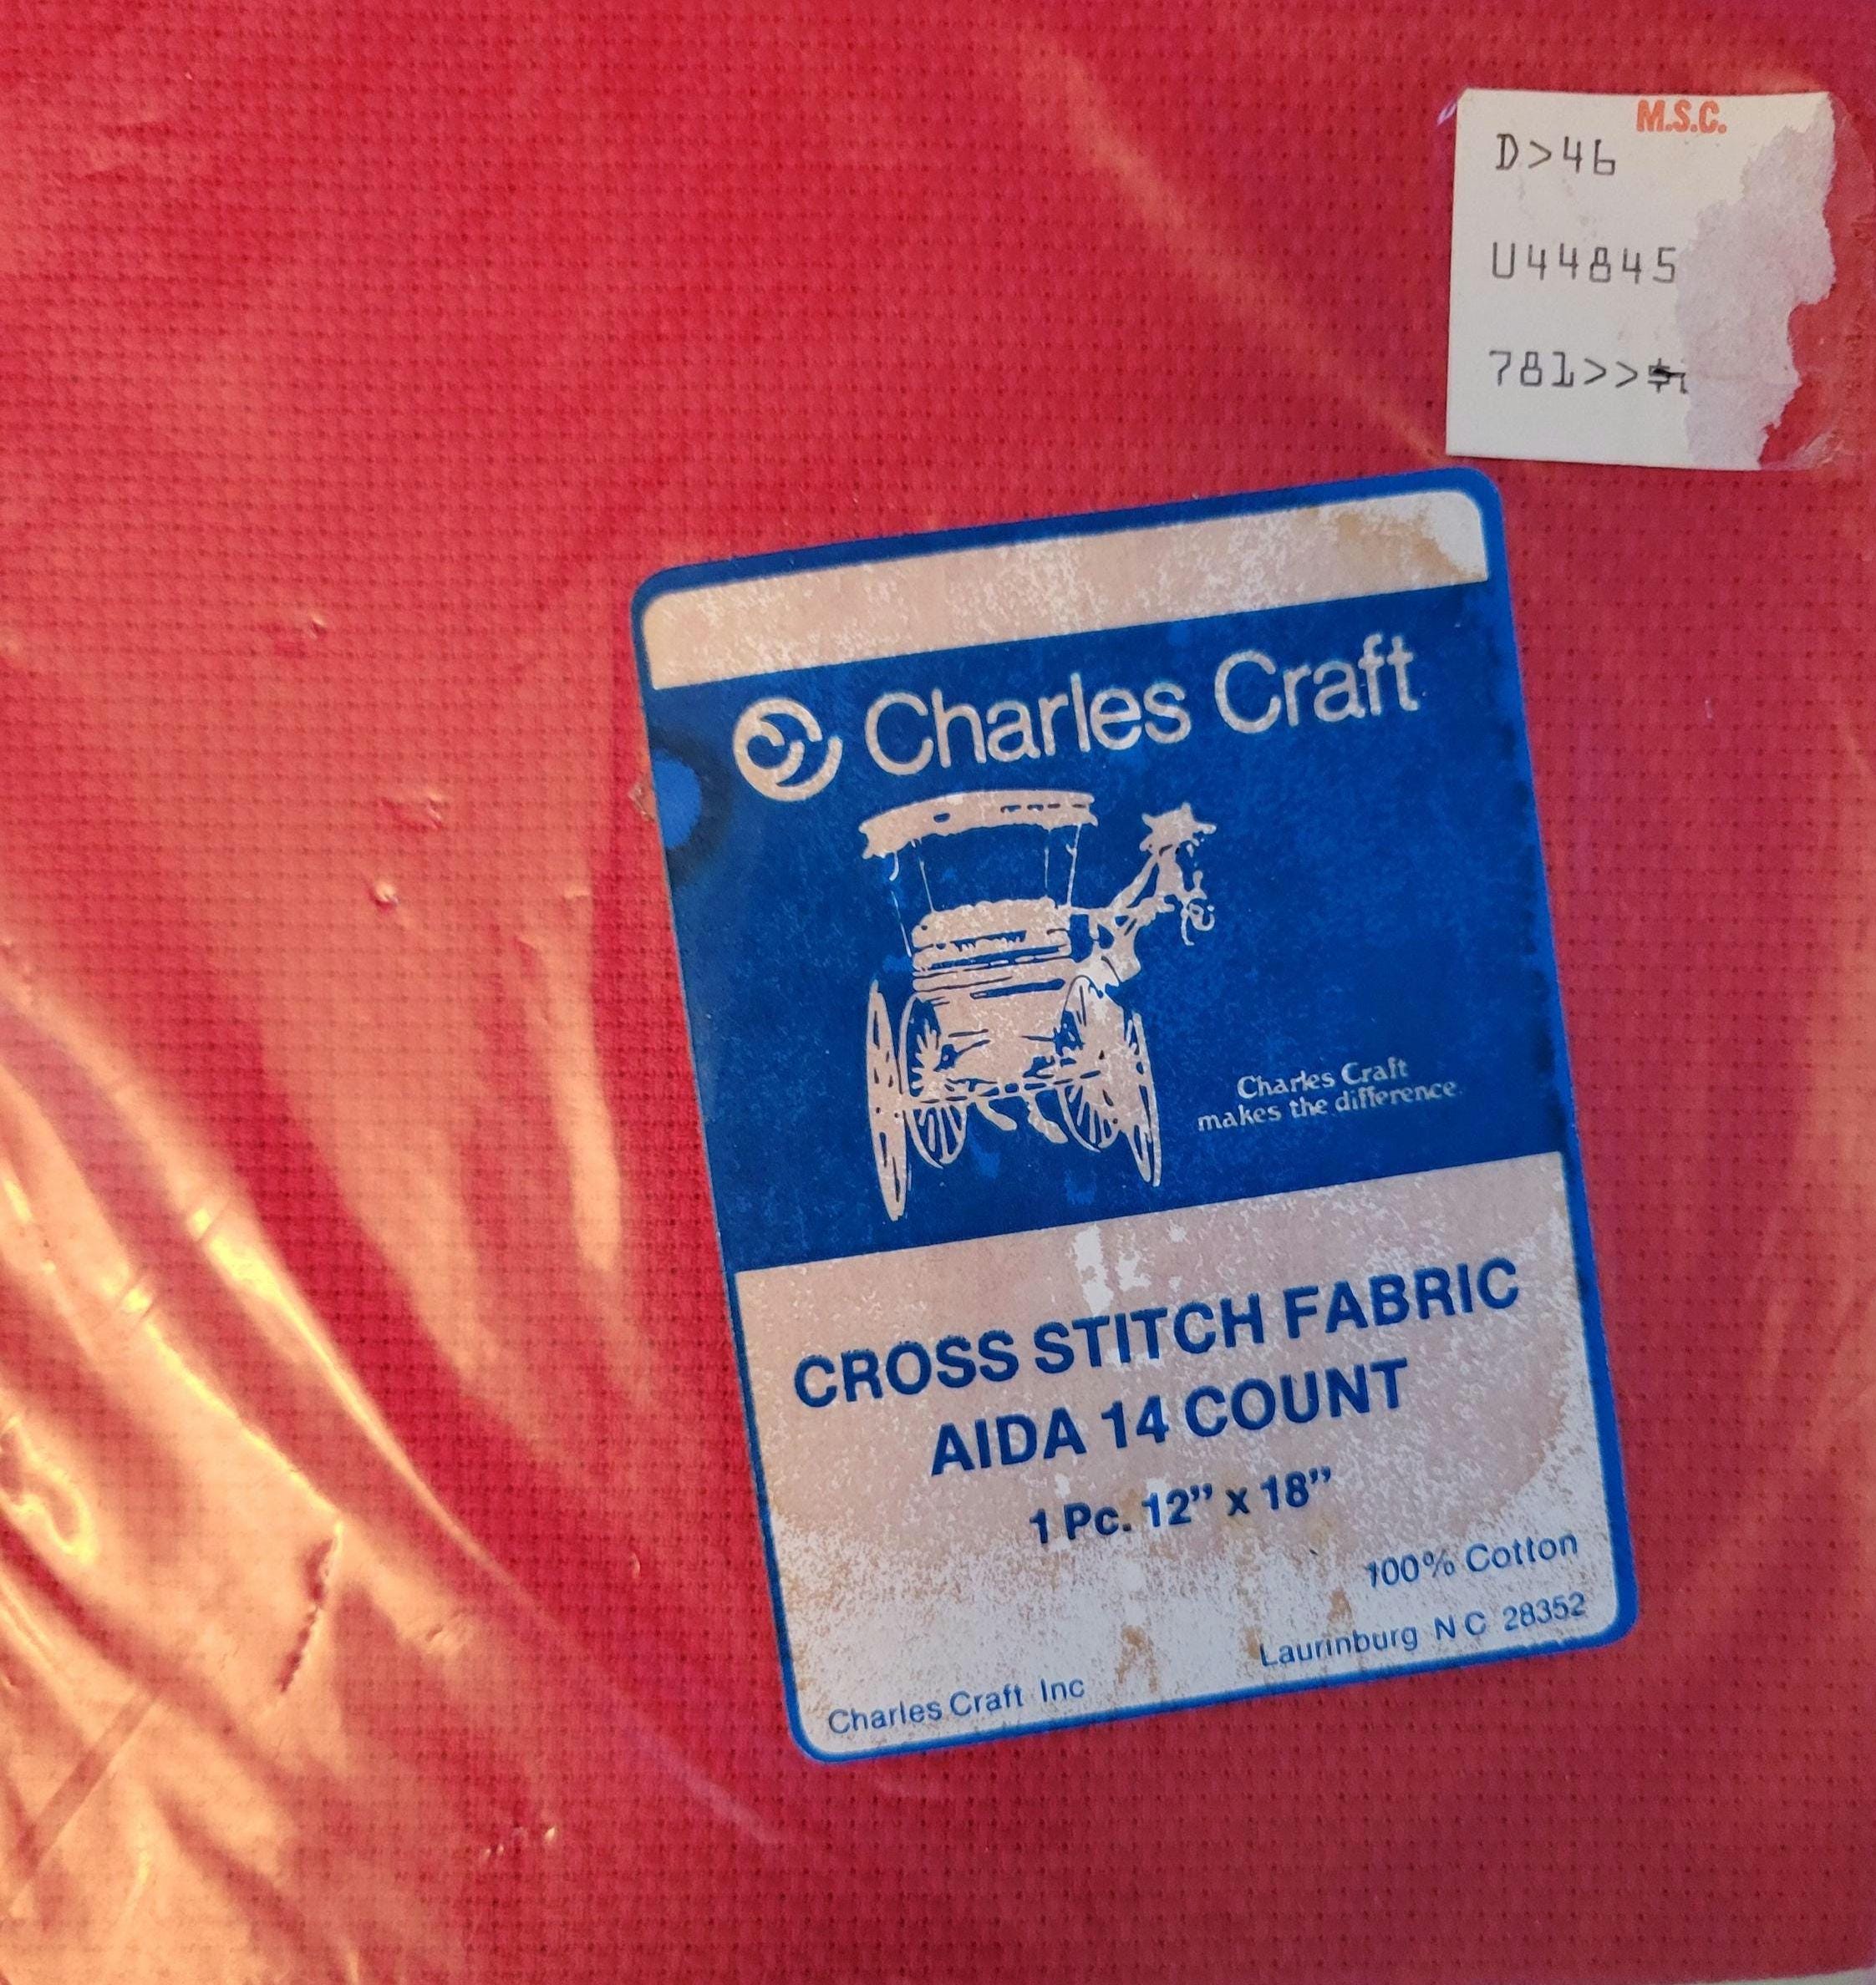 M.S.C.
D>46
U44845
781>>$
Charles Craft
Charles Craft
makes the difference.
CROSS STITCH FABRIC
AIDA 14 COUNT
1 Pc. 12” x 18”
100% Cotton
Charles Craft Inc Laurinburg N C 28352